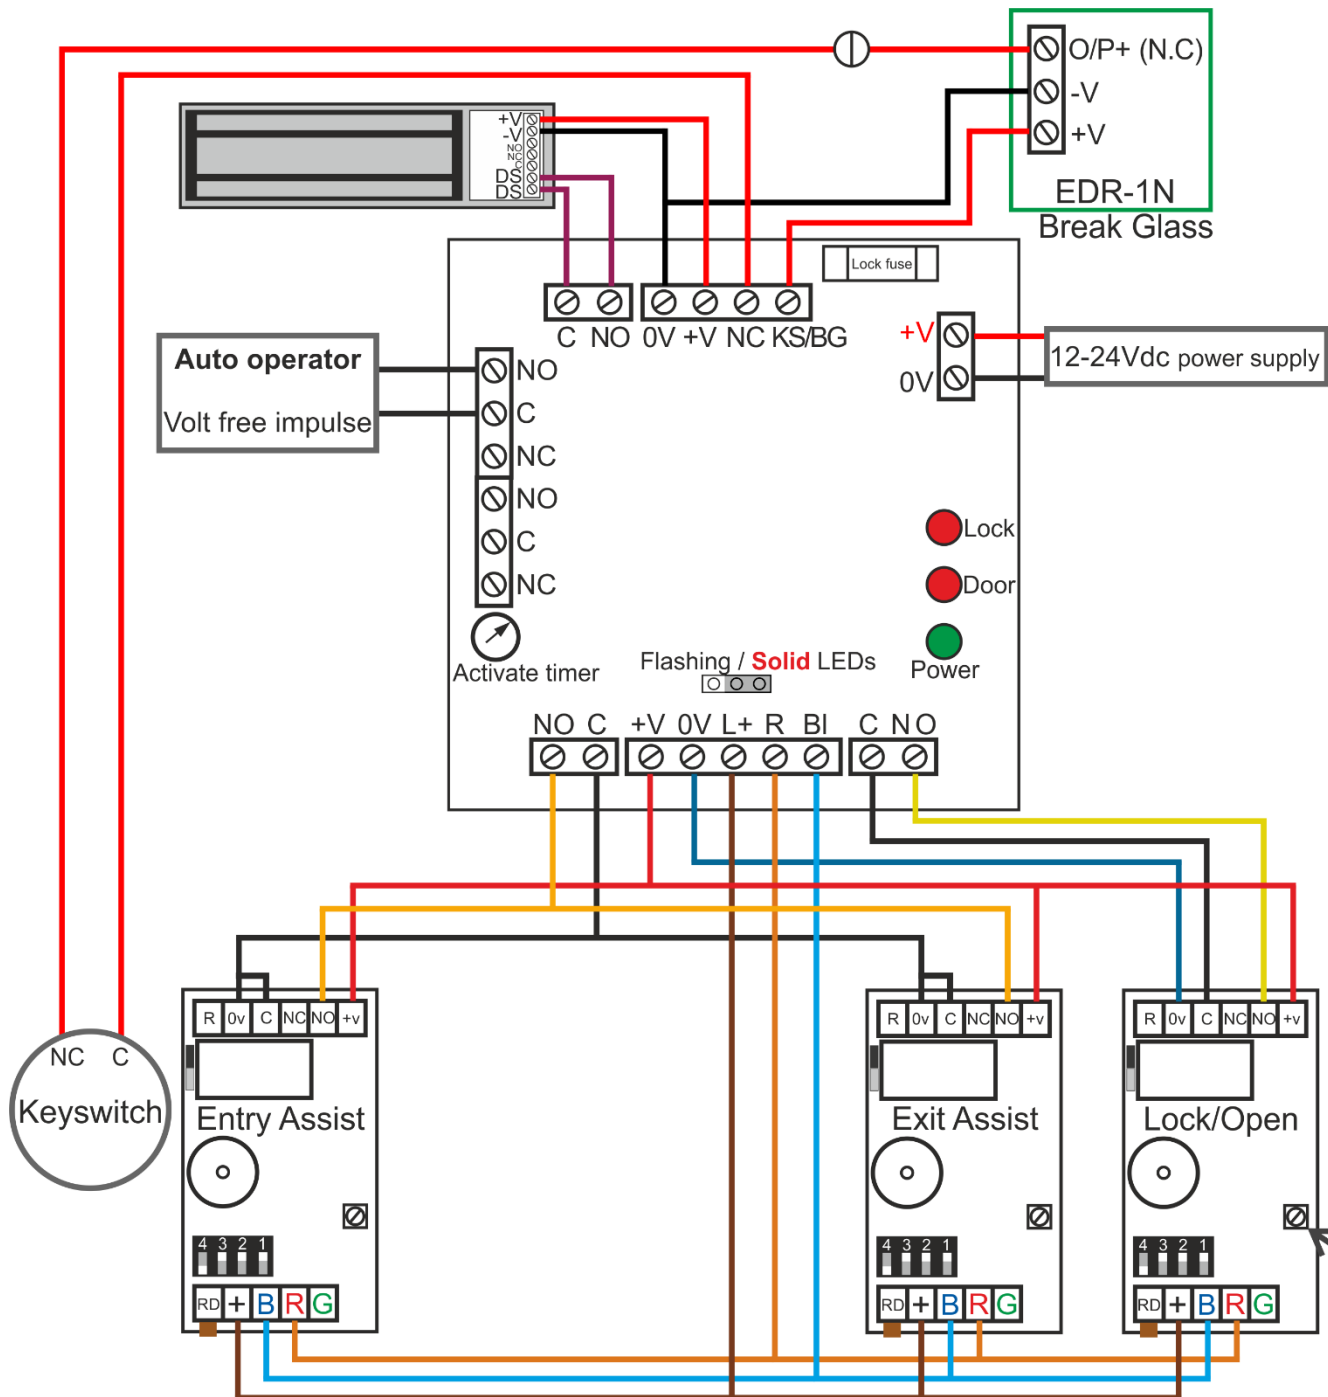 O/P+ (N.C)
-V
+V
EDR-1N
Break Glass
+V
-V
NO
NC
C
DS
DS
Lock fuse
C NO 0V +V NC KS/BG
+V
0V
12-24Vdc power supply
Auto operator
Volt free impulse
NO
C
NC
NO
C
NC
Activate timer
Lock
Door
Power
Flashing / Solid LEDs
NO C +V 0V L+ R BI C NO
NC C
Keyswitch
R 0v C NC NO +v
Entry Assist
4 3 2 1
RD + B R G
R 0v C NC NO +v
Exit Assist
4 3 2 1
RD + B R G
R 0v C NC NO +v
Lock/Open
4 3 2 1
RD + B R G